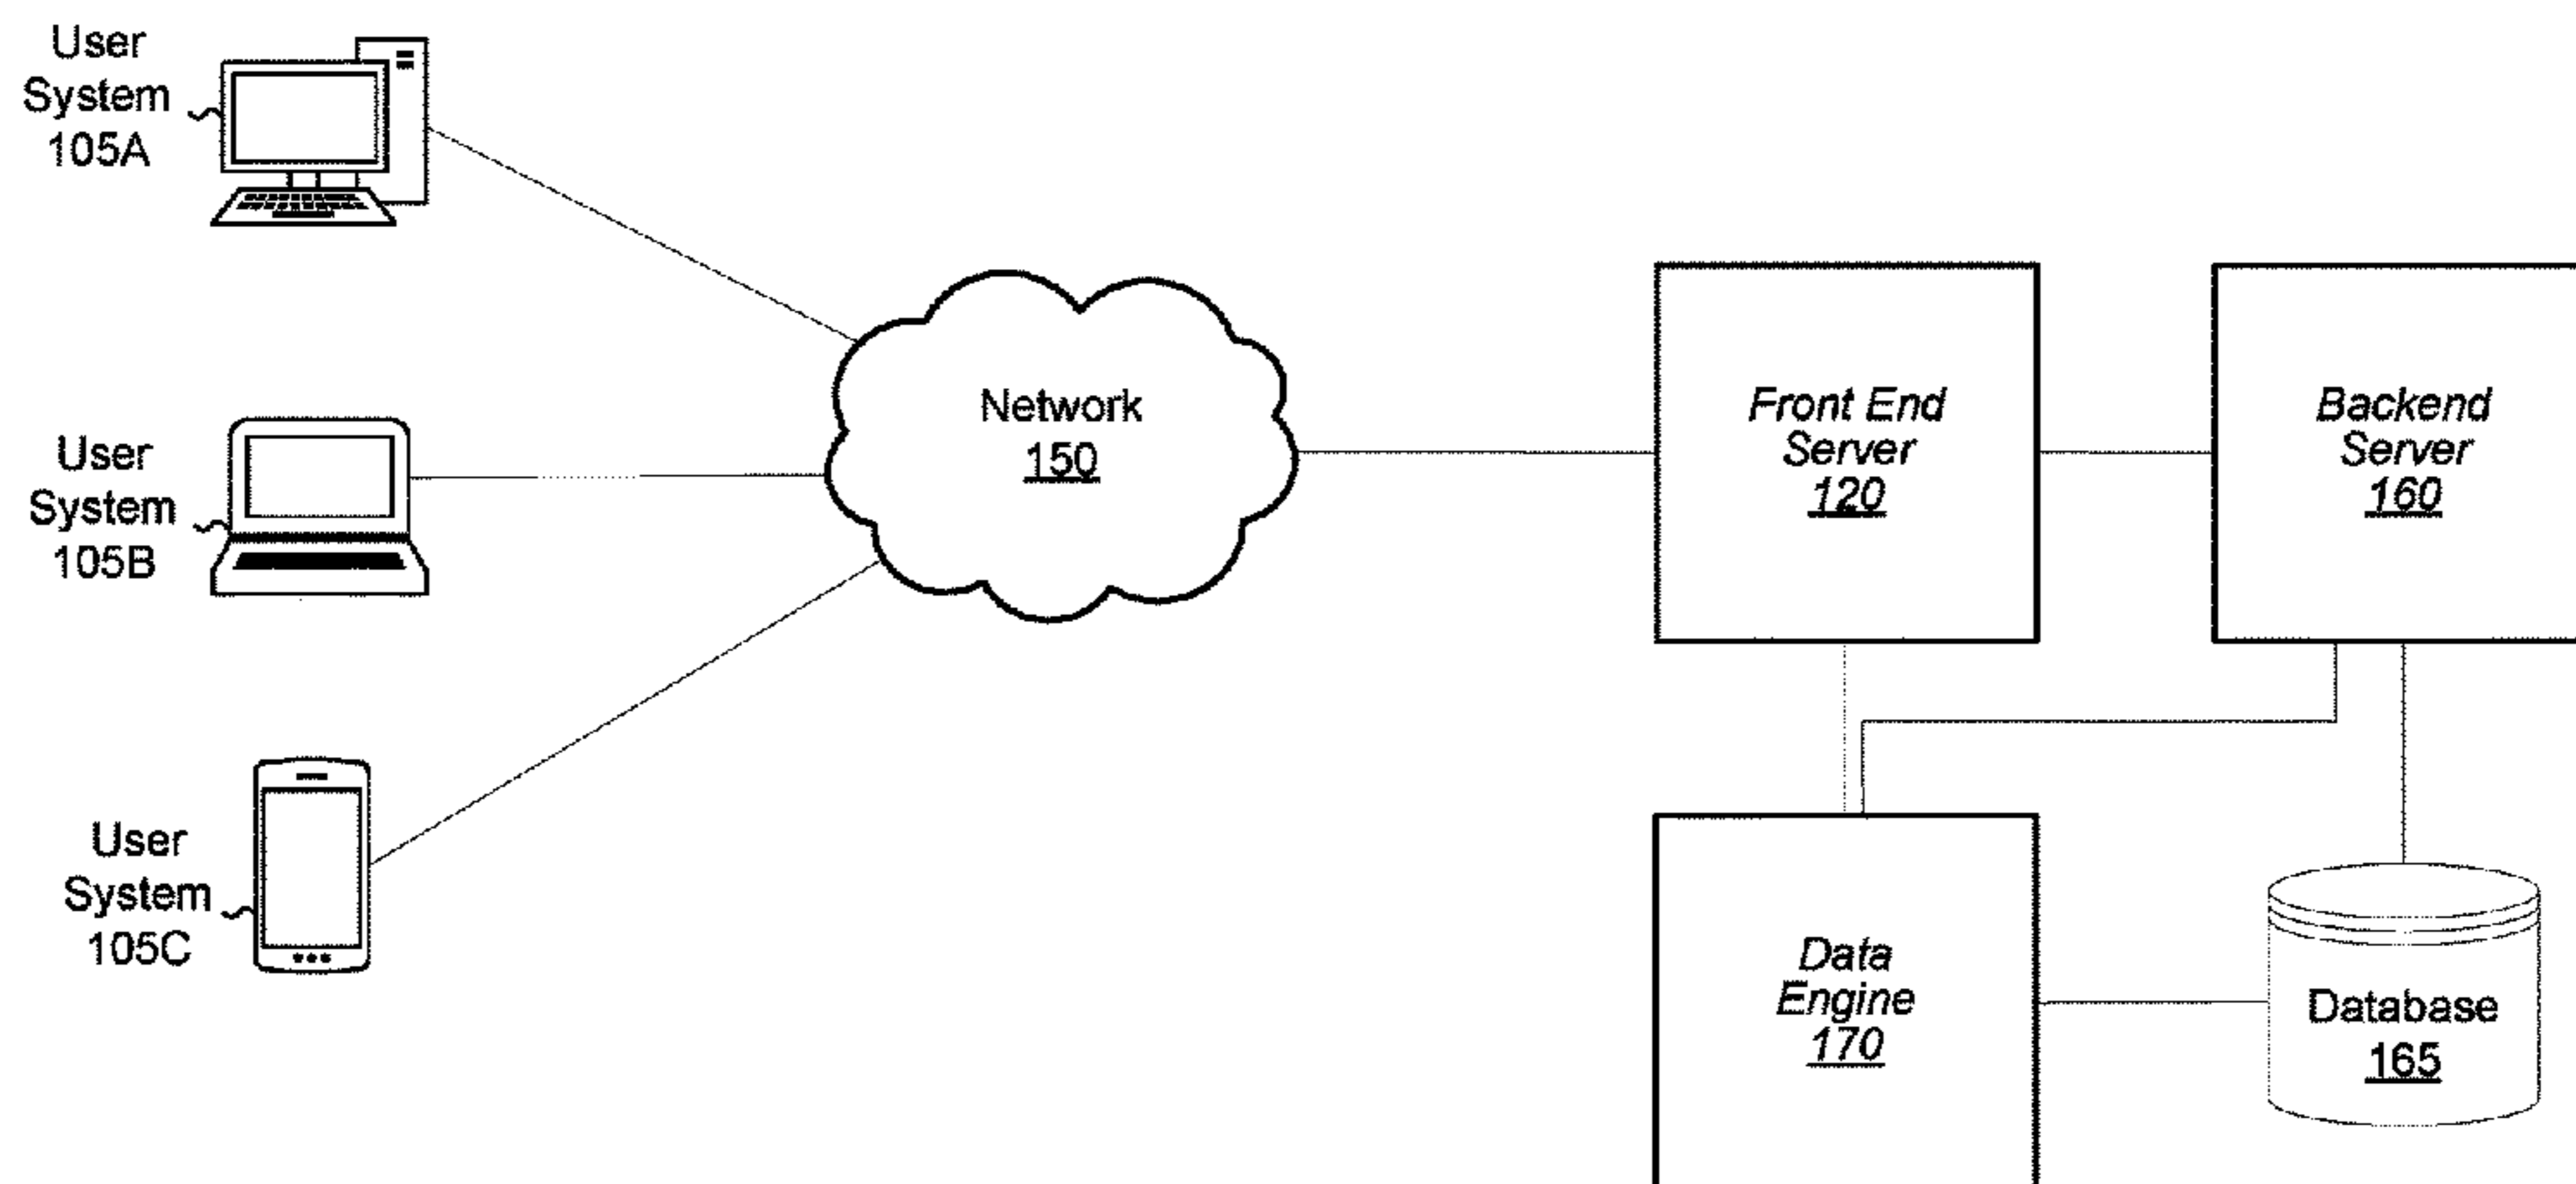 User
System
105A
User
System
105B
User
System
105C
Network
150
Front End
Server
120
Backend
Server
160
Data
Engine
170
Database
165